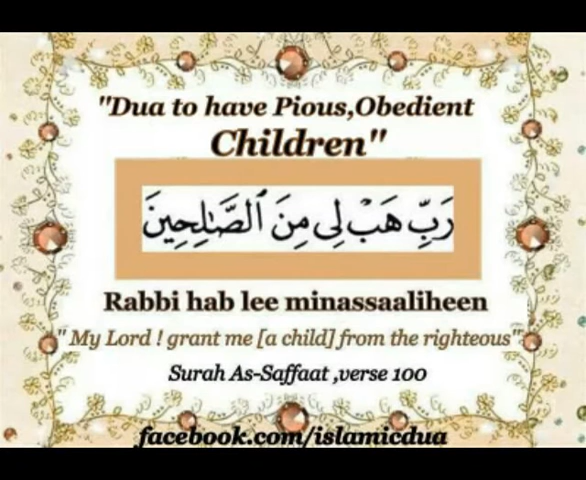 "Dua to have Pious,Obedient
Children"
رَبِّ هَبْ لِى مِنَ ٱلصَّـٰلِحِينَ
Rabbi hab lee minassaaliheen
" My Lord ! grant me [a child] from the righteous "
Surah As-Saffaat ,verse 100
facebook.com/islamicdua